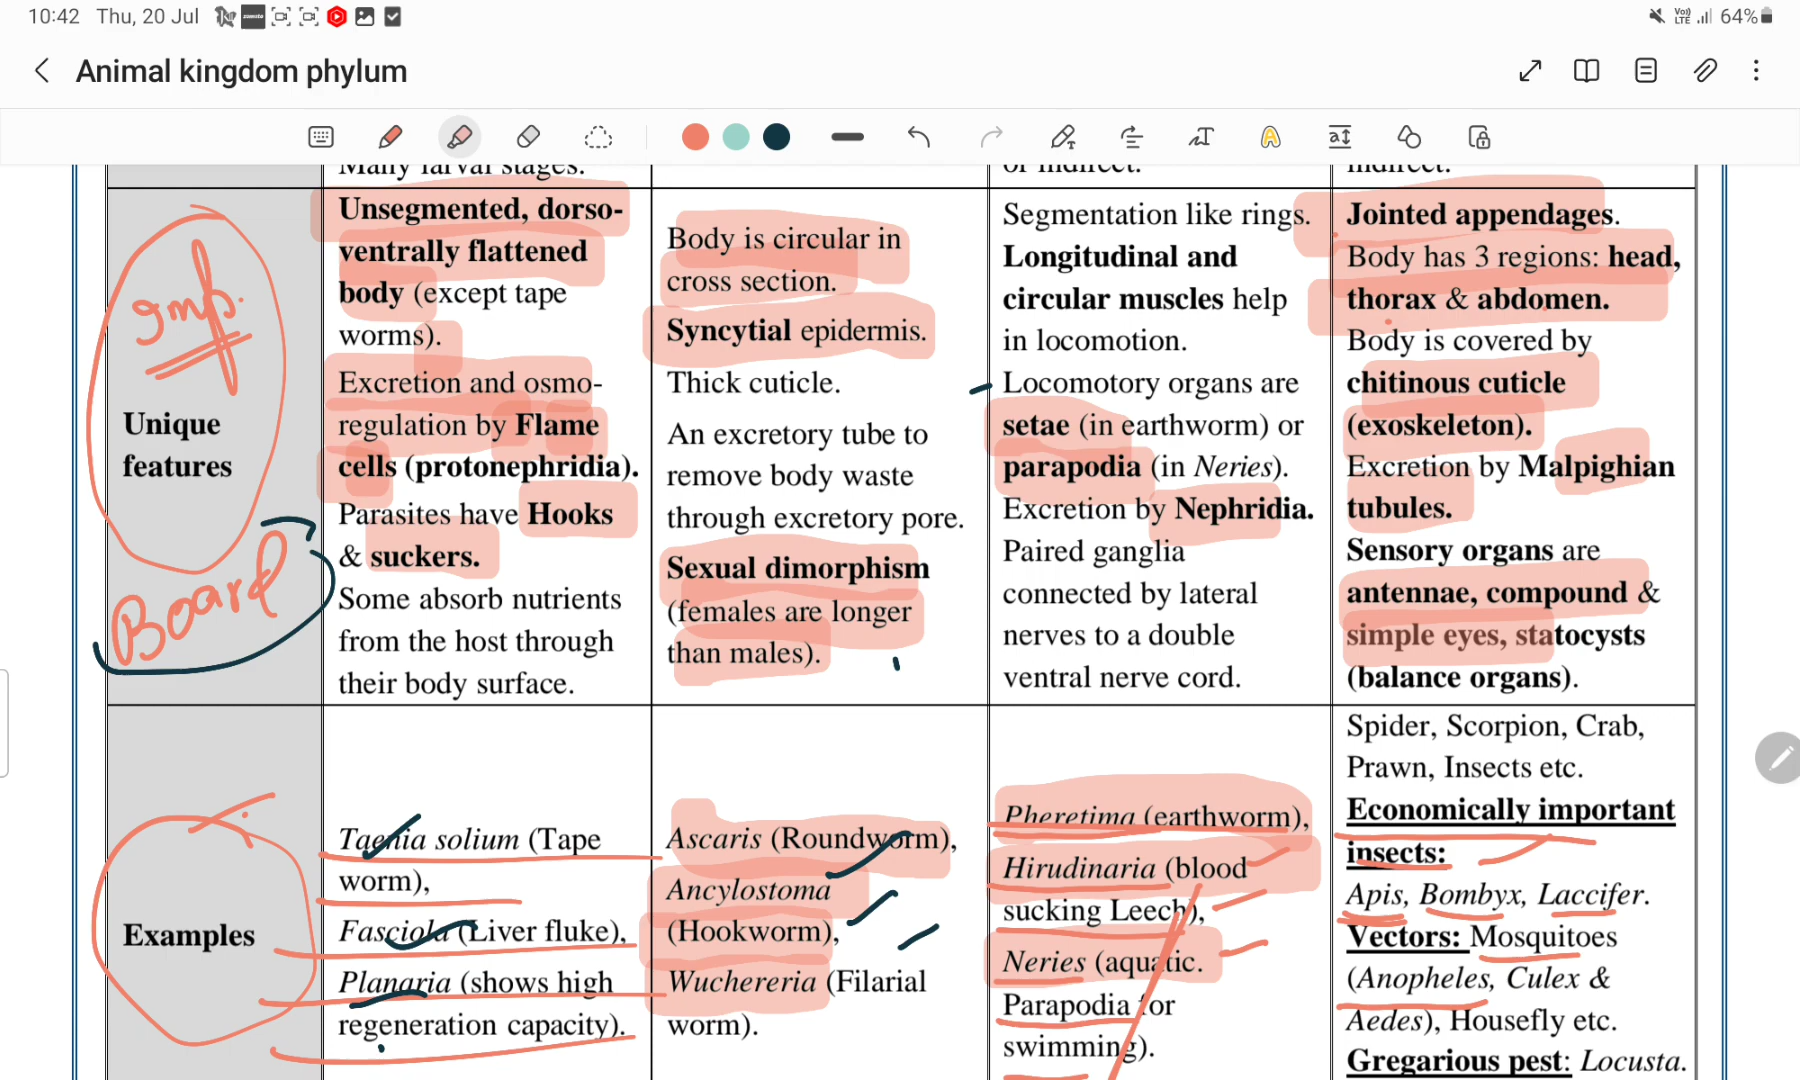 10:42 Thu, 20 Jul
Vo))
LTE
64%
Animal kingdom phylum
Many larval stages.
or indirect.
indirect.
Imp.
Board
Unique
features
Unsegmented, dorso-
ventrally flattened
body (except tape
worms).
Excretion and osmo-
regulation by Flame
cells (protonephridia).
Parasites have Hooks
& suckers.
Some absorb nutrients
from the host through
their body surface.
Body is circular in
cross section.
Syncytial epidermis.
Thick cuticle.
An excretory tube to
remove body waste
through excretory pore.
Sexual dimorphism
(females are longer
than males).
Segmentation like rings.
Longitudinal and
circular muscles help
in locomotion.
Locomotory organs are
setae (in earthworm) or
parapodia (in Neries).
Excretion by Nephridia.
Paired ganglia
connected by lateral
nerves to a double
ventral nerve cord.
Jointed appendages.
Body has 3 regions: head,
thorax & abdomen.
Body is covered by
chitinous cuticle
(exoskeleton).
Excretion by Malpighian
tubules.
Sensory organs are
antennae, compound &
simple eyes, statocysts
(balance organs).
Examples
Taenia solium (Tape
worm),
Fasciola (Liver fluke),
Planaria (shows high
regeneration capacity).
Ascaris (Roundworm),
Ancylostoma
(Hookworm),
Wuchereria (Filarial
worm).
Pheretima (earthworm),
Hirudinaria (blood
sucking Leech),
Neries (aquatic.
Parapodia for
swimming).
Spider, Scorpion, Crab,
Prawn, Insects etc.
Economically important
insects:
Apis, Bombyx, Laccifer.
Vectors: Mosquitoes
(Anopheles, Culex &
Aedes), Housefly etc.
Gregarious pest: Locusta.